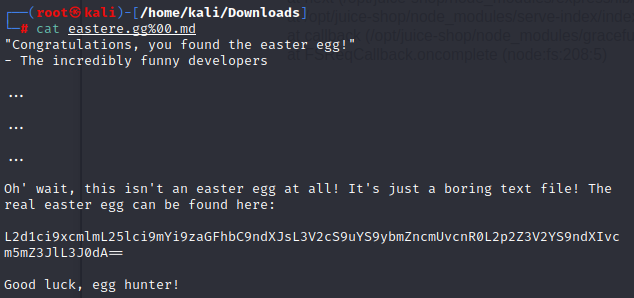 (root㉿kali)-[/home/kali/Downloads]
# cat eastere.gg%00.md
"Congratulations, you found the easter egg!"
- The incredibly funny developers
...
...
...
Oh' wait, this isn't an easter egg at all! It's just a boring text file! The
real easter egg can be found here:
L2d1ci9xcmlmL25lci9mYi9zaGFhbC9ndXJsL3V2cS9uYS9ybmZncmUvcnR0L2p2Z3V2YS9ndXIvc
m5mZ3JlL3J0dA==
Good luck, egg hunter!